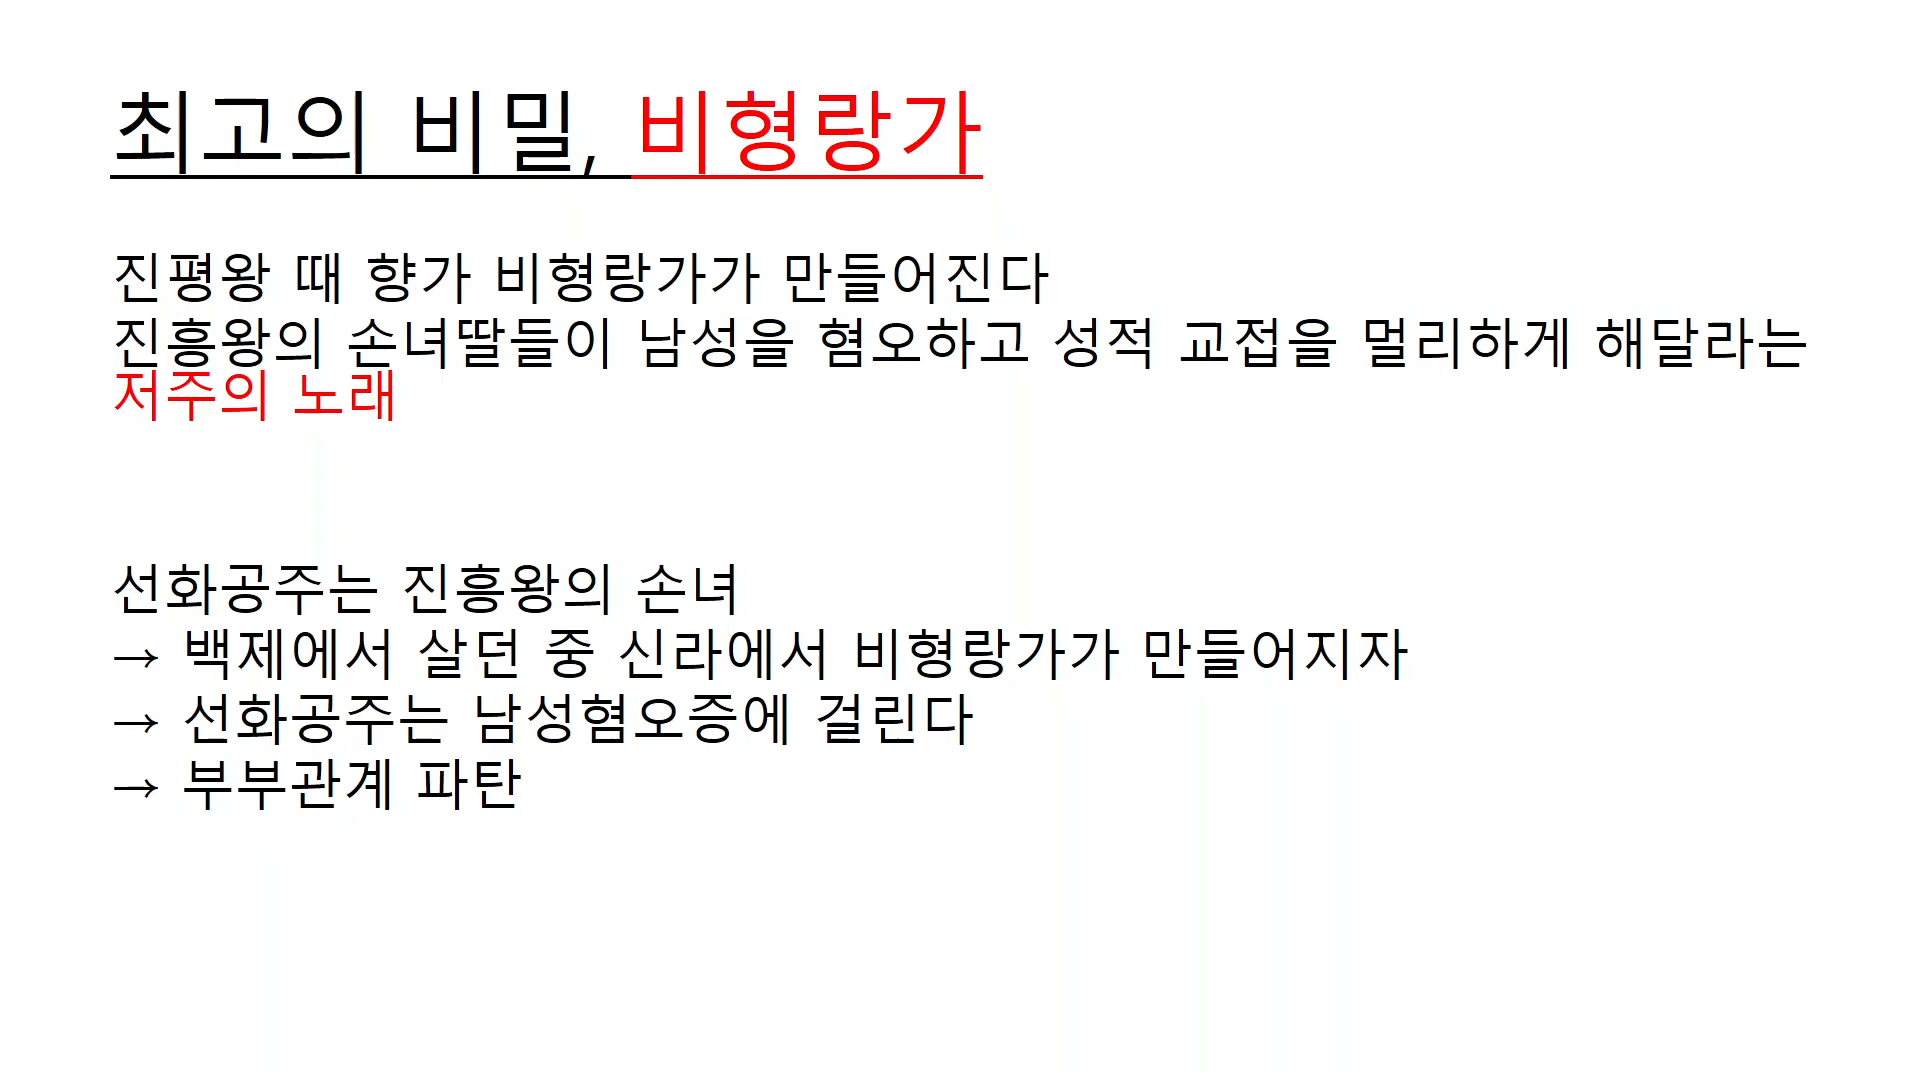 최고의 비밀, 비형랑가
진평왕 때 향가 비형랑가가 만들어진다
진흥왕의 손녀딸들이 남성을 혐오하고 성적 교접을 멀리하게 해달라는
저주의 노래
선화공주는 진흥왕의 손녀
→ 백제에서 살던 중 신라에서 비형랑가가 만들어지자
→ 선화공주는 남성혐오증에 걸린다
→ 부부관계 파탄